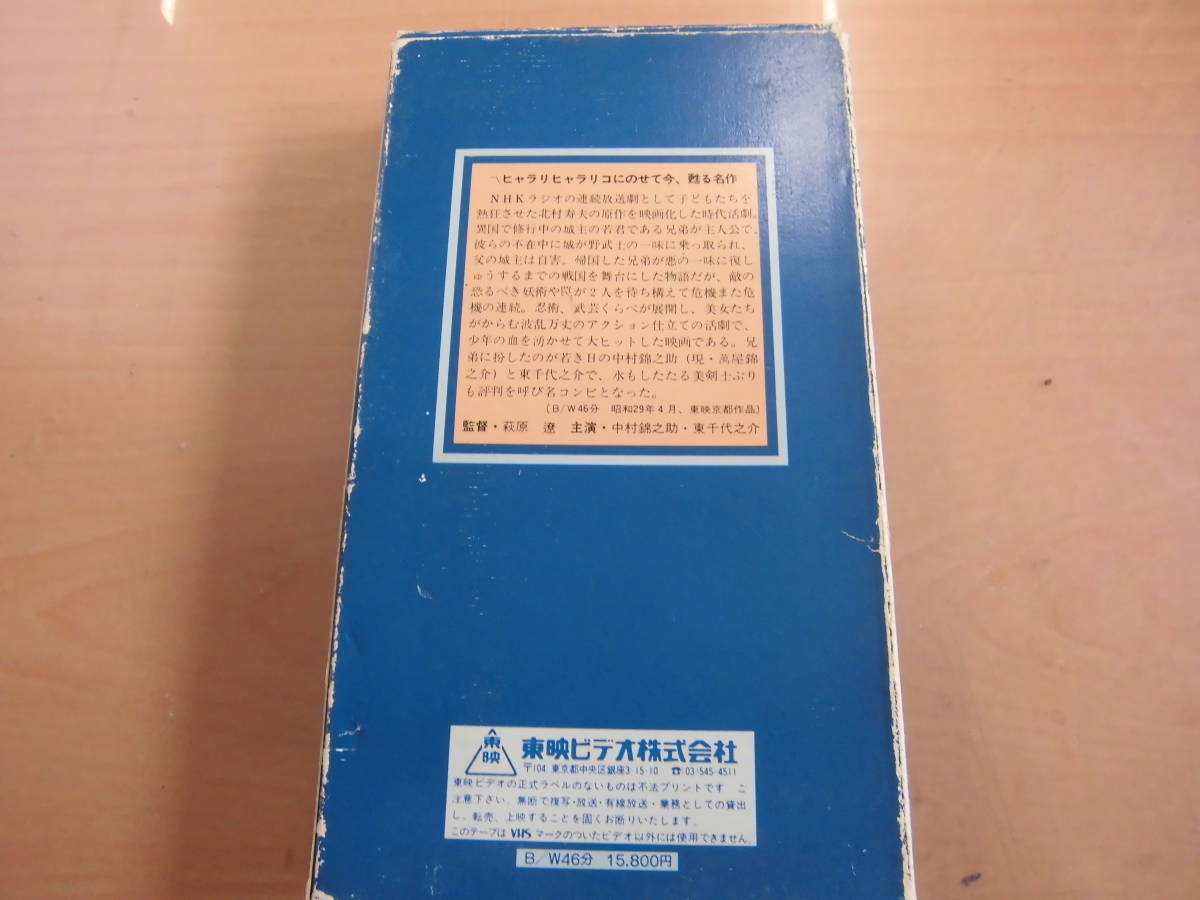 〽ヒャラリヒャラリコにのせて今、甦る名作
NHKラジオの連続放送劇として子どもたちを
熱狂させた北村寿夫の原作を映画化した時代活劇。
異国で修行中の城主の若君である兄弟が主人公で、
彼らの不在中に城が野武士の一味に乗っ取られ、
父の城主は自害。帰国した兄弟が悪の一味に復し
ゅうするまでの戦国を舞台にした物語だが、敵の
恐るべき妖術や罠が2人を待ち構えて危機また危
機の連続。忍術、武芸くらべが展開し、美女たち
がからむ波乱万丈のアクション仕立ての活劇で、
少年の血を湧かせて大ヒットした映画である。兄
弟に扮したのが若き日の中村錦之助（現・萬屋錦
之介）と東千代之介で、水もしたたる美剣士ぶり
も評判を呼び名コンビとなった。
（B/W46分 昭和29年4月、東映京都作品）
監督・萩原 遼 主演・中村錦之助・東千代之介
東映
東映ビデオ株式会社
〒104 東京都中央区銀座3-15-10 ☎(03)545-4511
東映ビデオの正式ラベルのないものは不法プリントです ご
注意下さい。無断で複写・放送・有線放送・業務としての貸出
し、転売、上映することを固くお断りいたします。
このテープは VHS マークのついたビデオ以外には使用できません。
B/W46分 15,800円